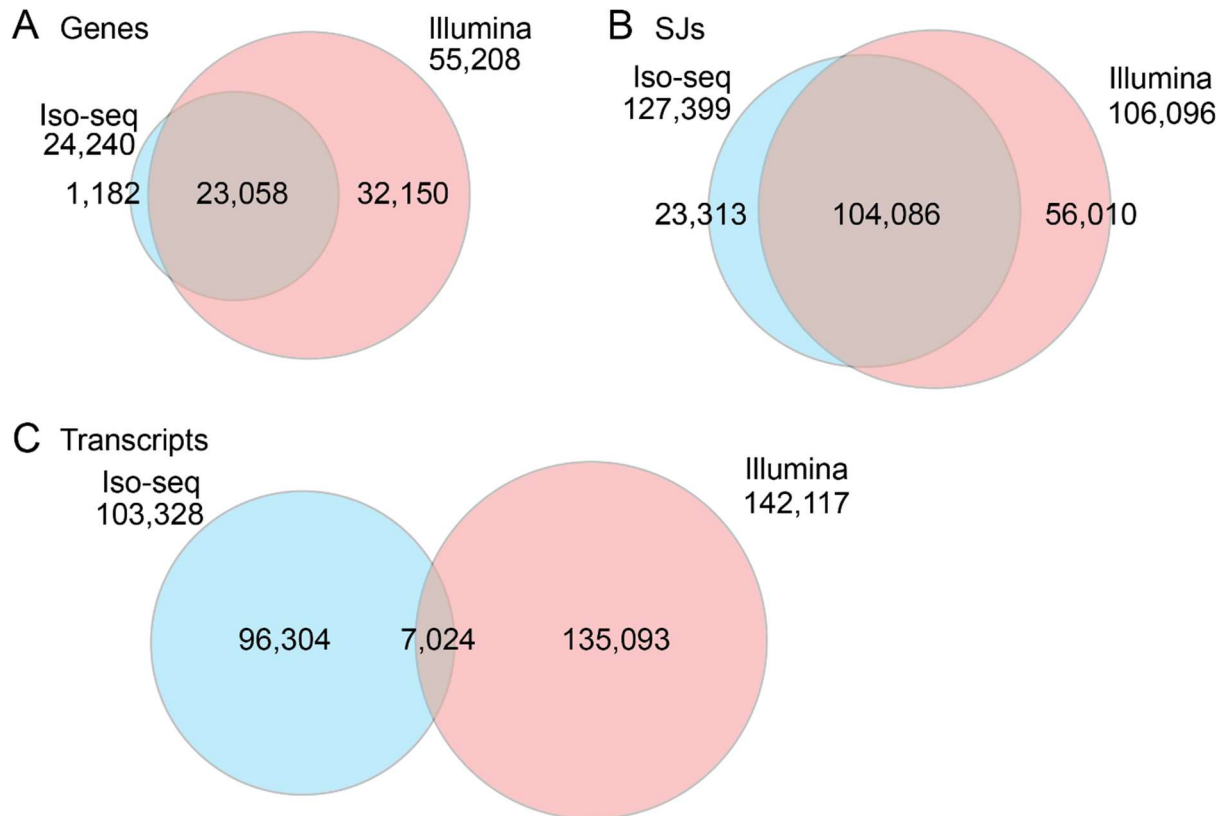 A Genes
Illumina
55,208
Iso-seq
24,240
1,182
23,058
32,150
B SJs
Iso-seq
127,399
Illumina
106,096
23,313
104,086
56,010
C Transcripts
Iso-seq
103,328
Illumina
142,117
96,304
7,024
135,093